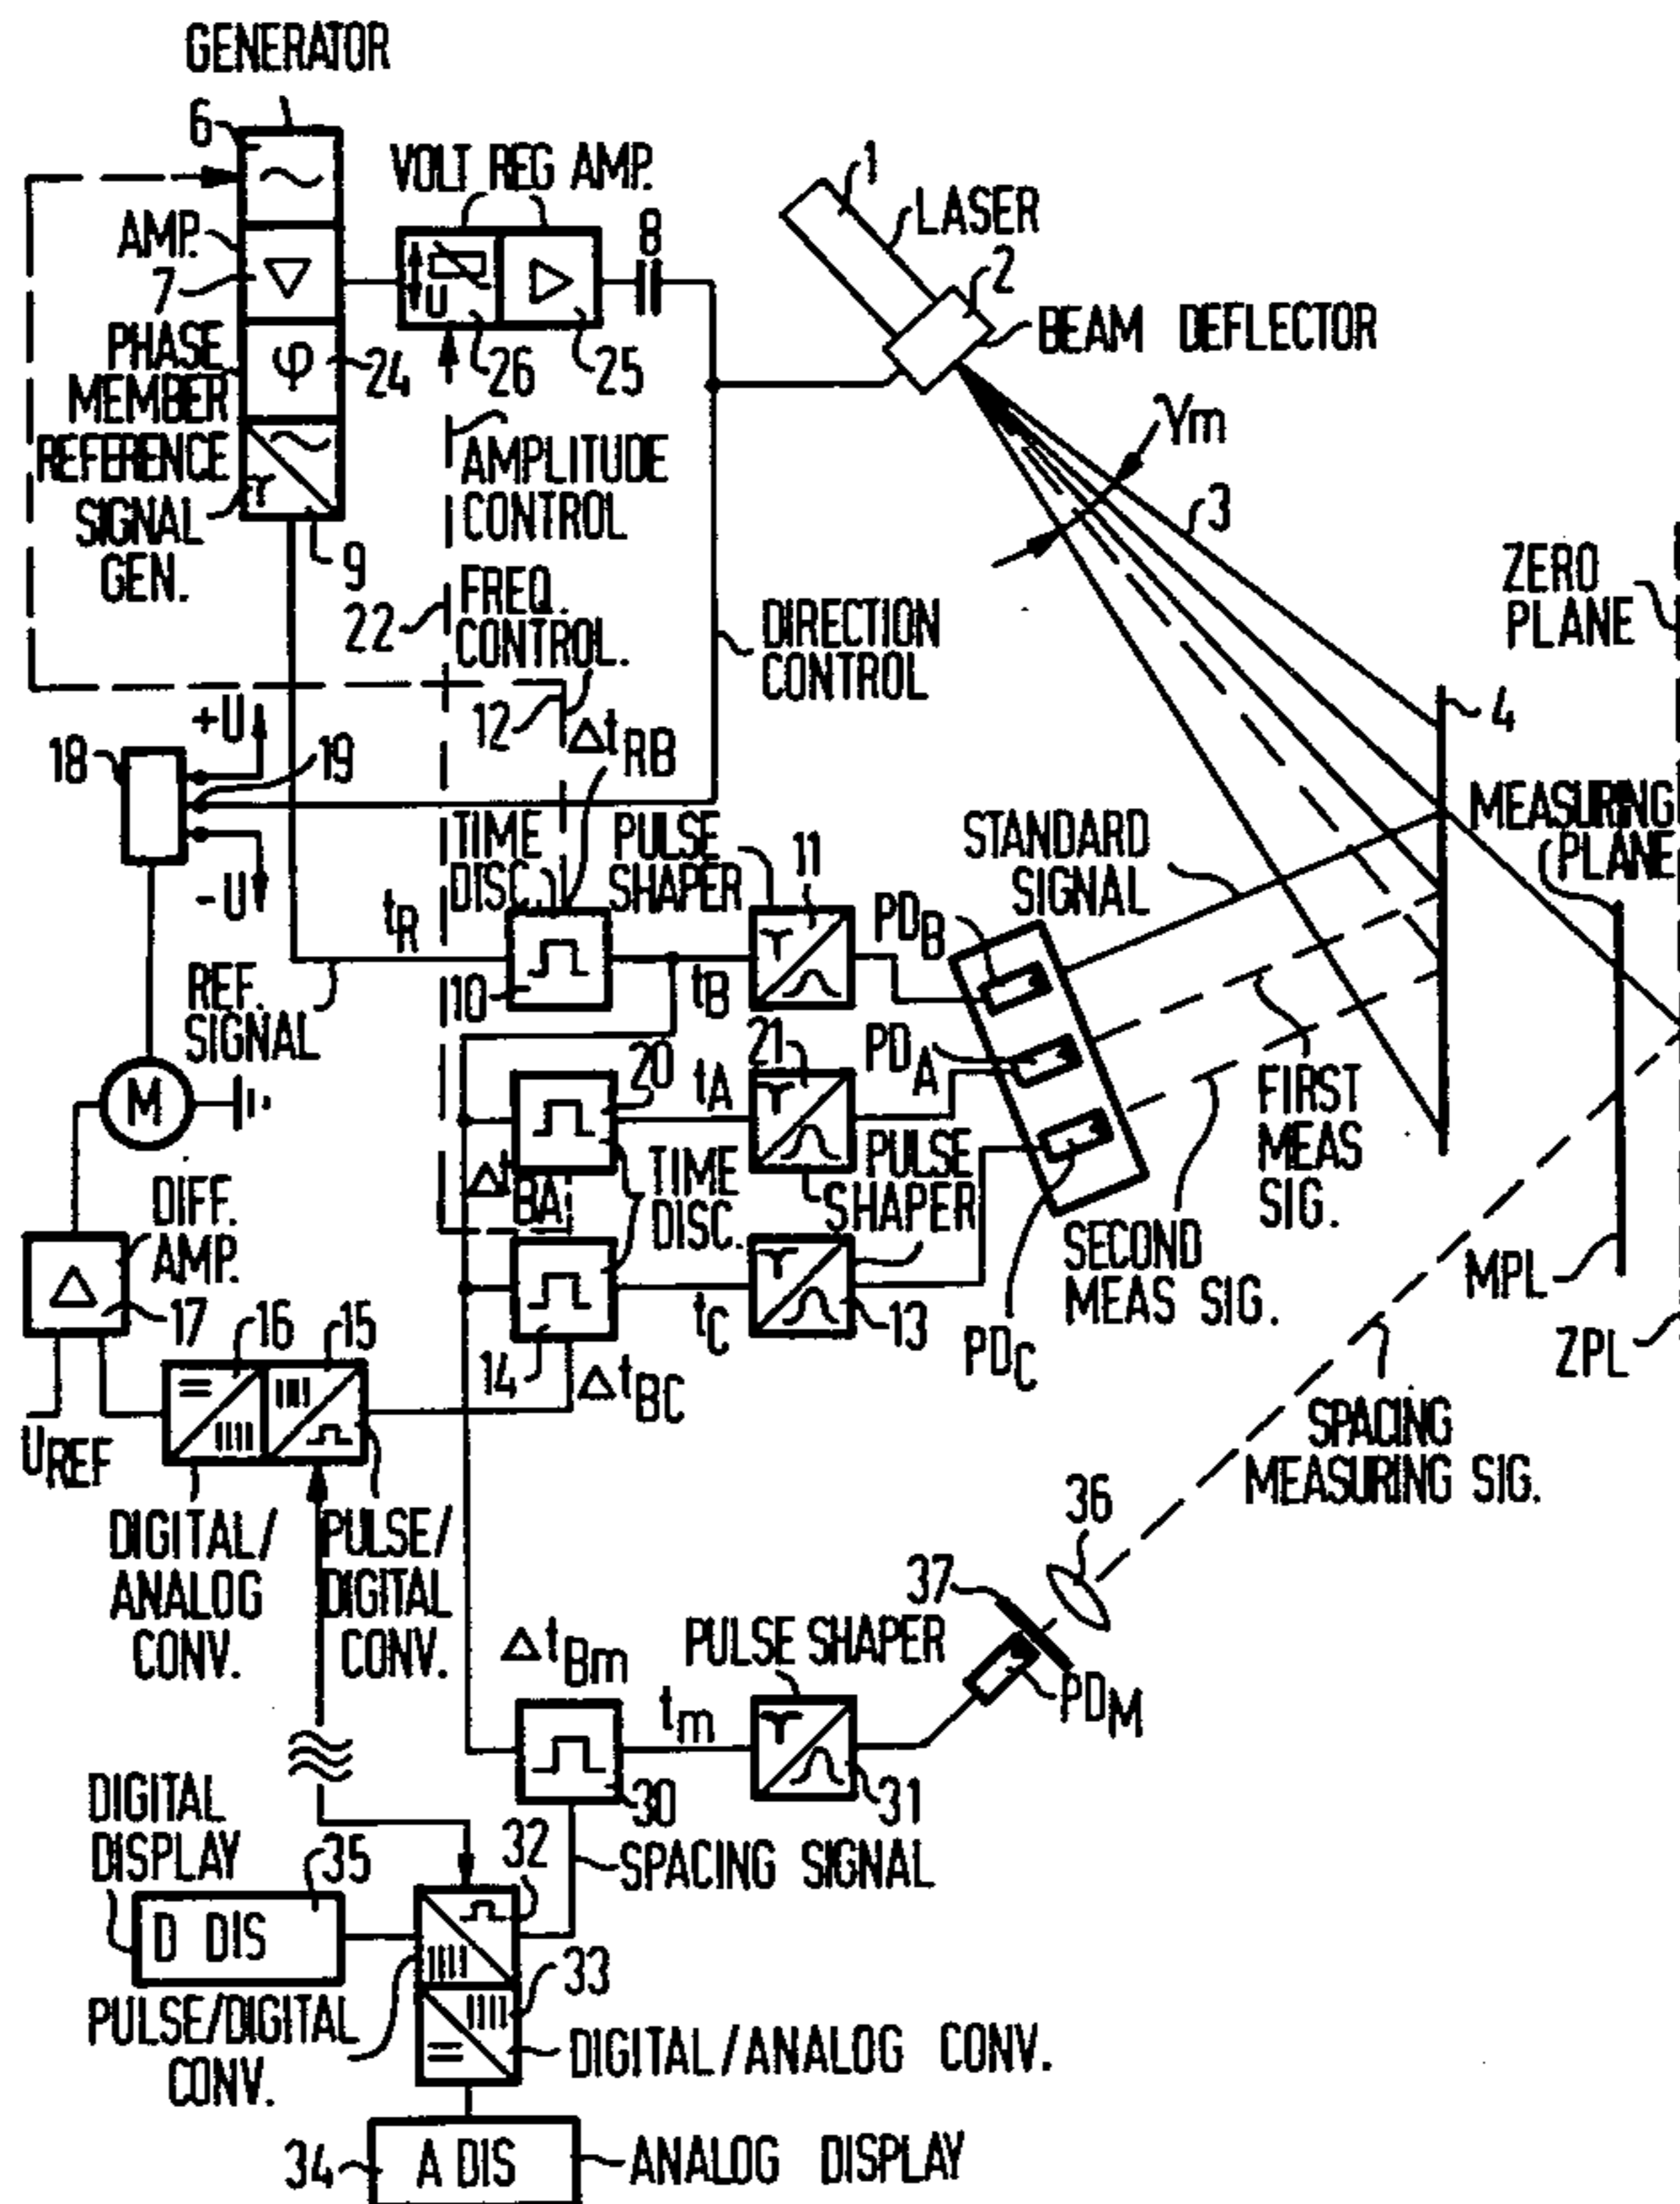 GENERATOR
6
AMP.
7
PHASE
MEMBER
24
REFERENCE
SIGNAL
GEN.
9
φ
VOLT REG AMP.
U
26
25
8
AMPLITUDE
CONTROL
22
FREQ.
CONTROL.
12
DIRECTION
CONTROL
1
LASER
2
BEAM DEFLECTOR
γm
3
4
ZERO
PLANE
MEASURING
PLANE
MPL
ZPL
18
+U
19
-U
tR
REF.
SIGNAL
M
TIME
DISC.
ΔtRB
10
PULSE
SHAPER
11
tB
STANDARD
SIGNAL
PDB
PDA
PDC
FIRST
MEAS
SIG.
SECOND
MEAS SIG.
20
tA
21
ΔtBA
TIME
DISC.
PULSE
SHAPER
14
tC
13
ΔtBC
DIFF.
AMP.
17
UREF
16
15
DIGITAL/
ANALOG
CONV.
PULSE/
DIGITAL
CONV.
SPACING
MEASURING SIG.
36
37
PDM
PULSE SHAPER
ΔtBm
tm
30
31
SPACING SIGNAL
DIGITAL
DISPLAY
35
D DIS
32
33
PULSE/DIGITAL
CONV.
DIGITAL/ANALOG CONV.
34
A DIS
ANALOG DISPLAY